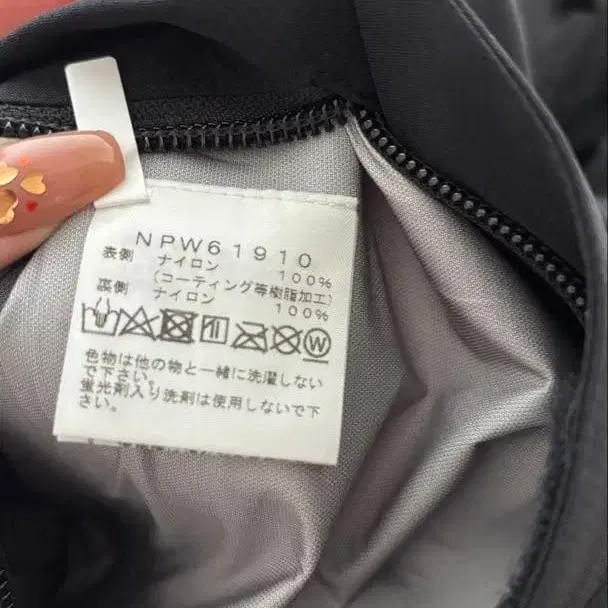 NPW61910
表側 ナイロン 100%
(コーティング等樹脂加工)
裏側 ナイロン 100%
W
色物は他の物と一緒に洗濯しない
で下さい。
蛍光剤入り洗剤は使用しないで下
さい。